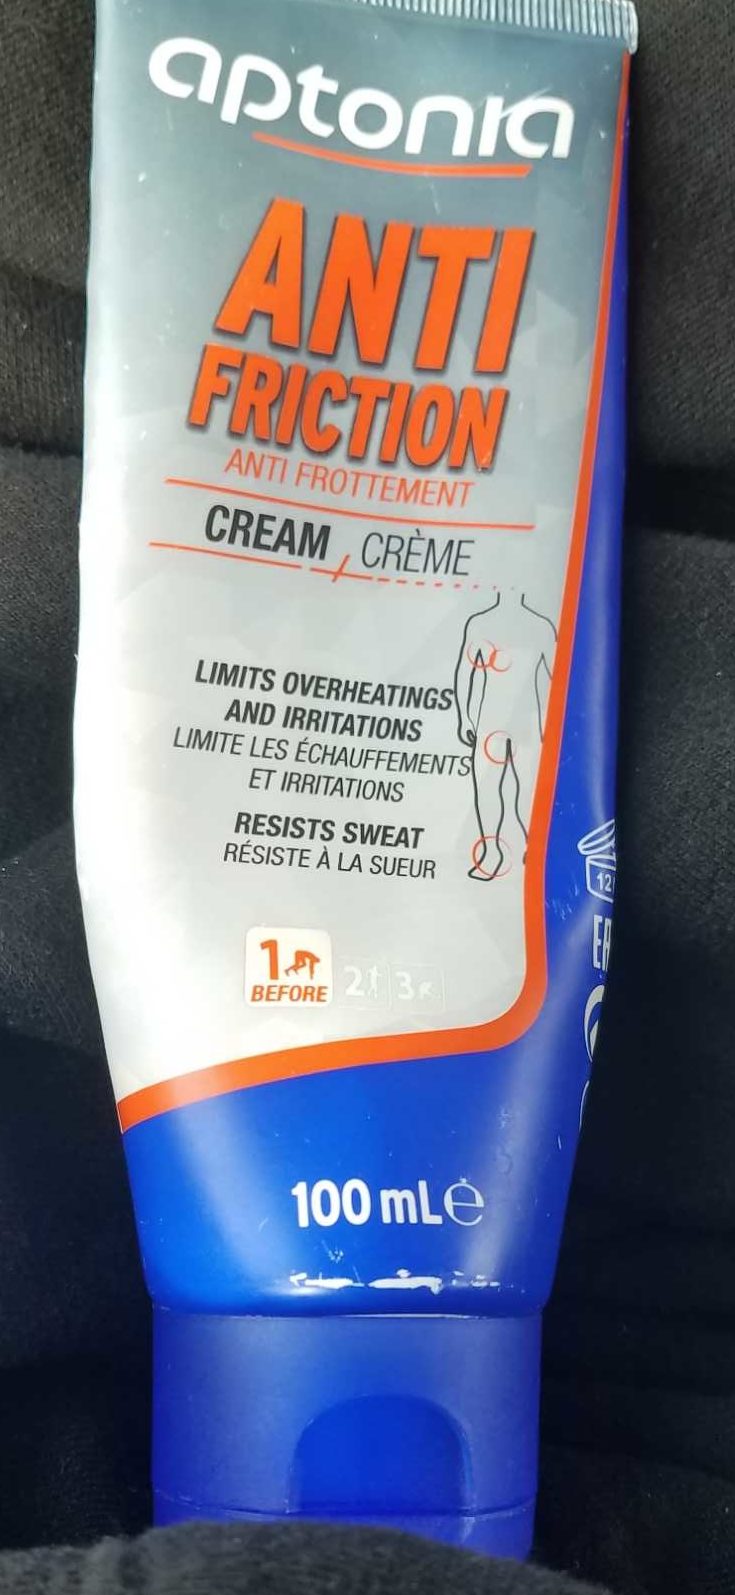 aptonia
ANTI
FRICTION
ANTI FROTTEMENT
CREAM / CRÈME
LIMITS OVERHEATINGS
AND IRRITATIONS
LIMITE LES ÉCHAUFFEMENTS
ET IRRITATIONS
RESISTS SWEAT
RÉSISTE À LA SUEUR
1 2 3
BEFORE
100 mL e